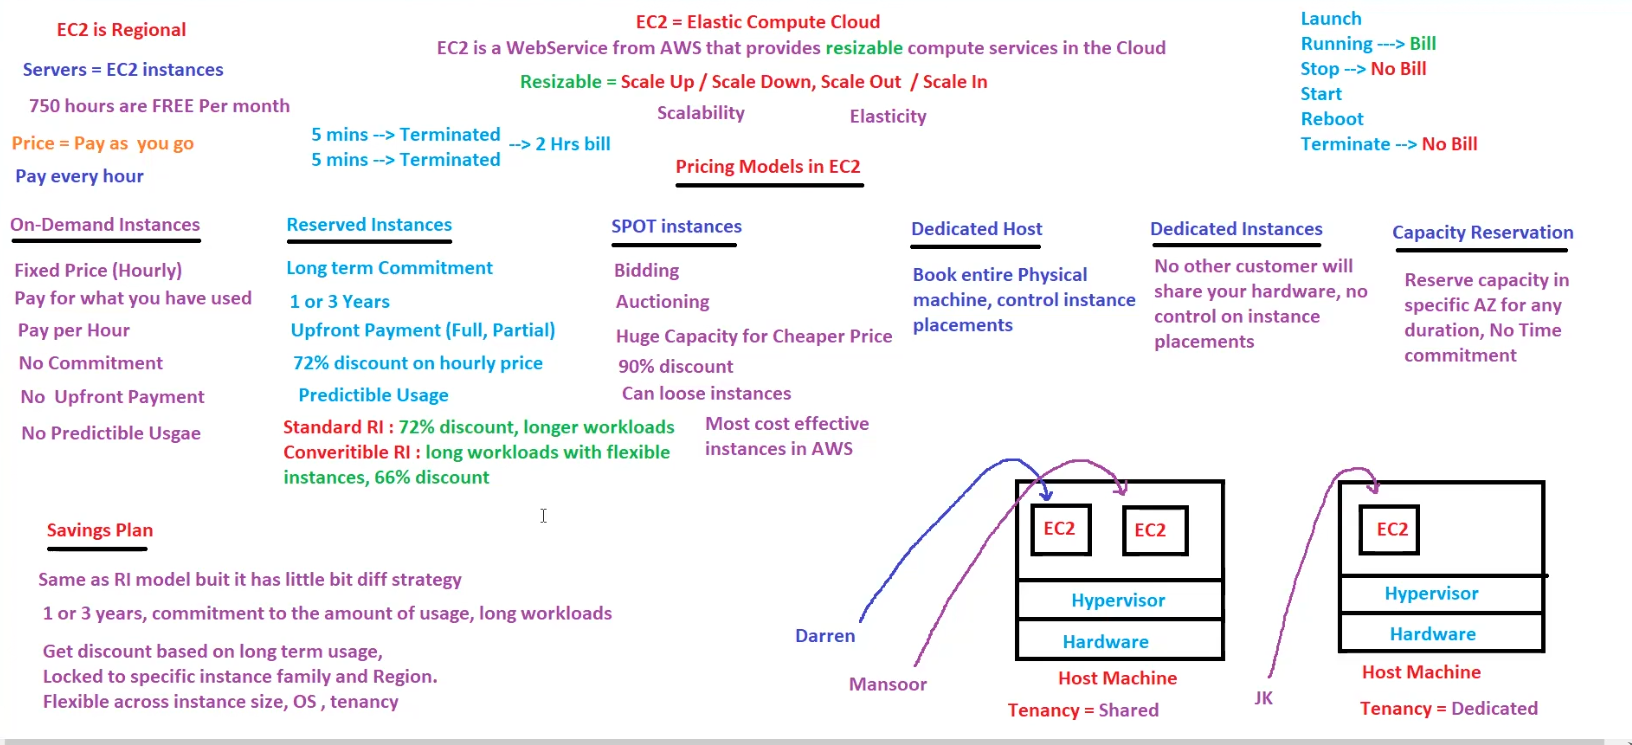 EC2 is Regional
Servers = EC2 instances
750 hours are FREE Per month
Price = Pay as you go
Pay every hour
5 mins --> Terminated
5 mins --> Terminated
--> 2 Hrs bill
EC2 = Elastic Compute Cloud
EC2 is a WebService from AWS that provides resizable compute services in the Cloud
Resizable = Scale Up / Scale Down, Scale Out / Scale In
Scalability
Elasticity
Launch
Running ---> Bill
Stop --> No Bill
Start
Reboot
Terminate --> No Bill
Pricing Models in EC2
On-Demand Instances
Fixed Price (Hourly)
Pay for what you have used
Pay per Hour
No Commitment
No Upfront Payment
No Predictible Usgae
Reserved Instances
Long term Commitment
1 or 3 Years
Upfront Payment (Full, Partial)
72% discount on hourly price
Predictible Usage
Standard RI : 72% discount, longer workloads
Converitible RI : long workloads with flexible
instances, 66% discount
SPOT instances
Bidding
Auctioning
Huge Capacity for Cheaper Price
90% discount
Can loose instances
Most cost effective
instances in AWS
Dedicated Host
Book entire Physical
machine, control instance
placements
Dedicated Instances
No other customer will
share your hardware, no
control on instance
placements
Capacity Reservation
Reserve capacity in
specific AZ for any
duration, No Time
commitment
Savings Plan
Same as RI model buit it has little bit diff strategy
1 or 3 years, commitment to the amount of usage, long workloads
Get discount based on long term usage,
Locked to specific instance family and Region.
Flexible across instance size, OS , tenancy
Darren
Mansoor
EC2
EC2
Hypervisor
Hardware
Host Machine
Tenancy = Shared
JK
EC2
Hypervisor
Hardware
Host Machine
Tenancy = Dedicated